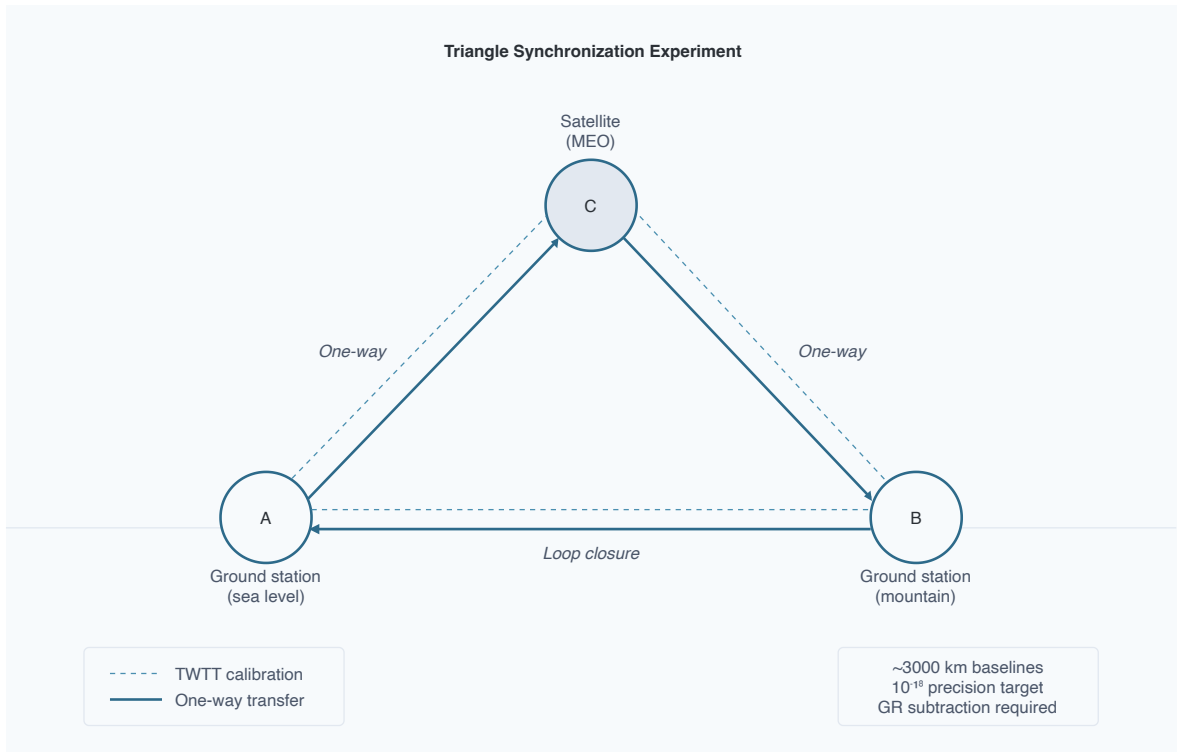 Triangle Synchronization Experiment
Satellite
(MEO)
C
One-way
One-way
A
B
Loop closure
Ground station
(sea level)
Ground station
(mountain)
TWTT calibration
One-way transfer
~3000 km baselines
10⁻¹⁸ precision target
GR subtraction required